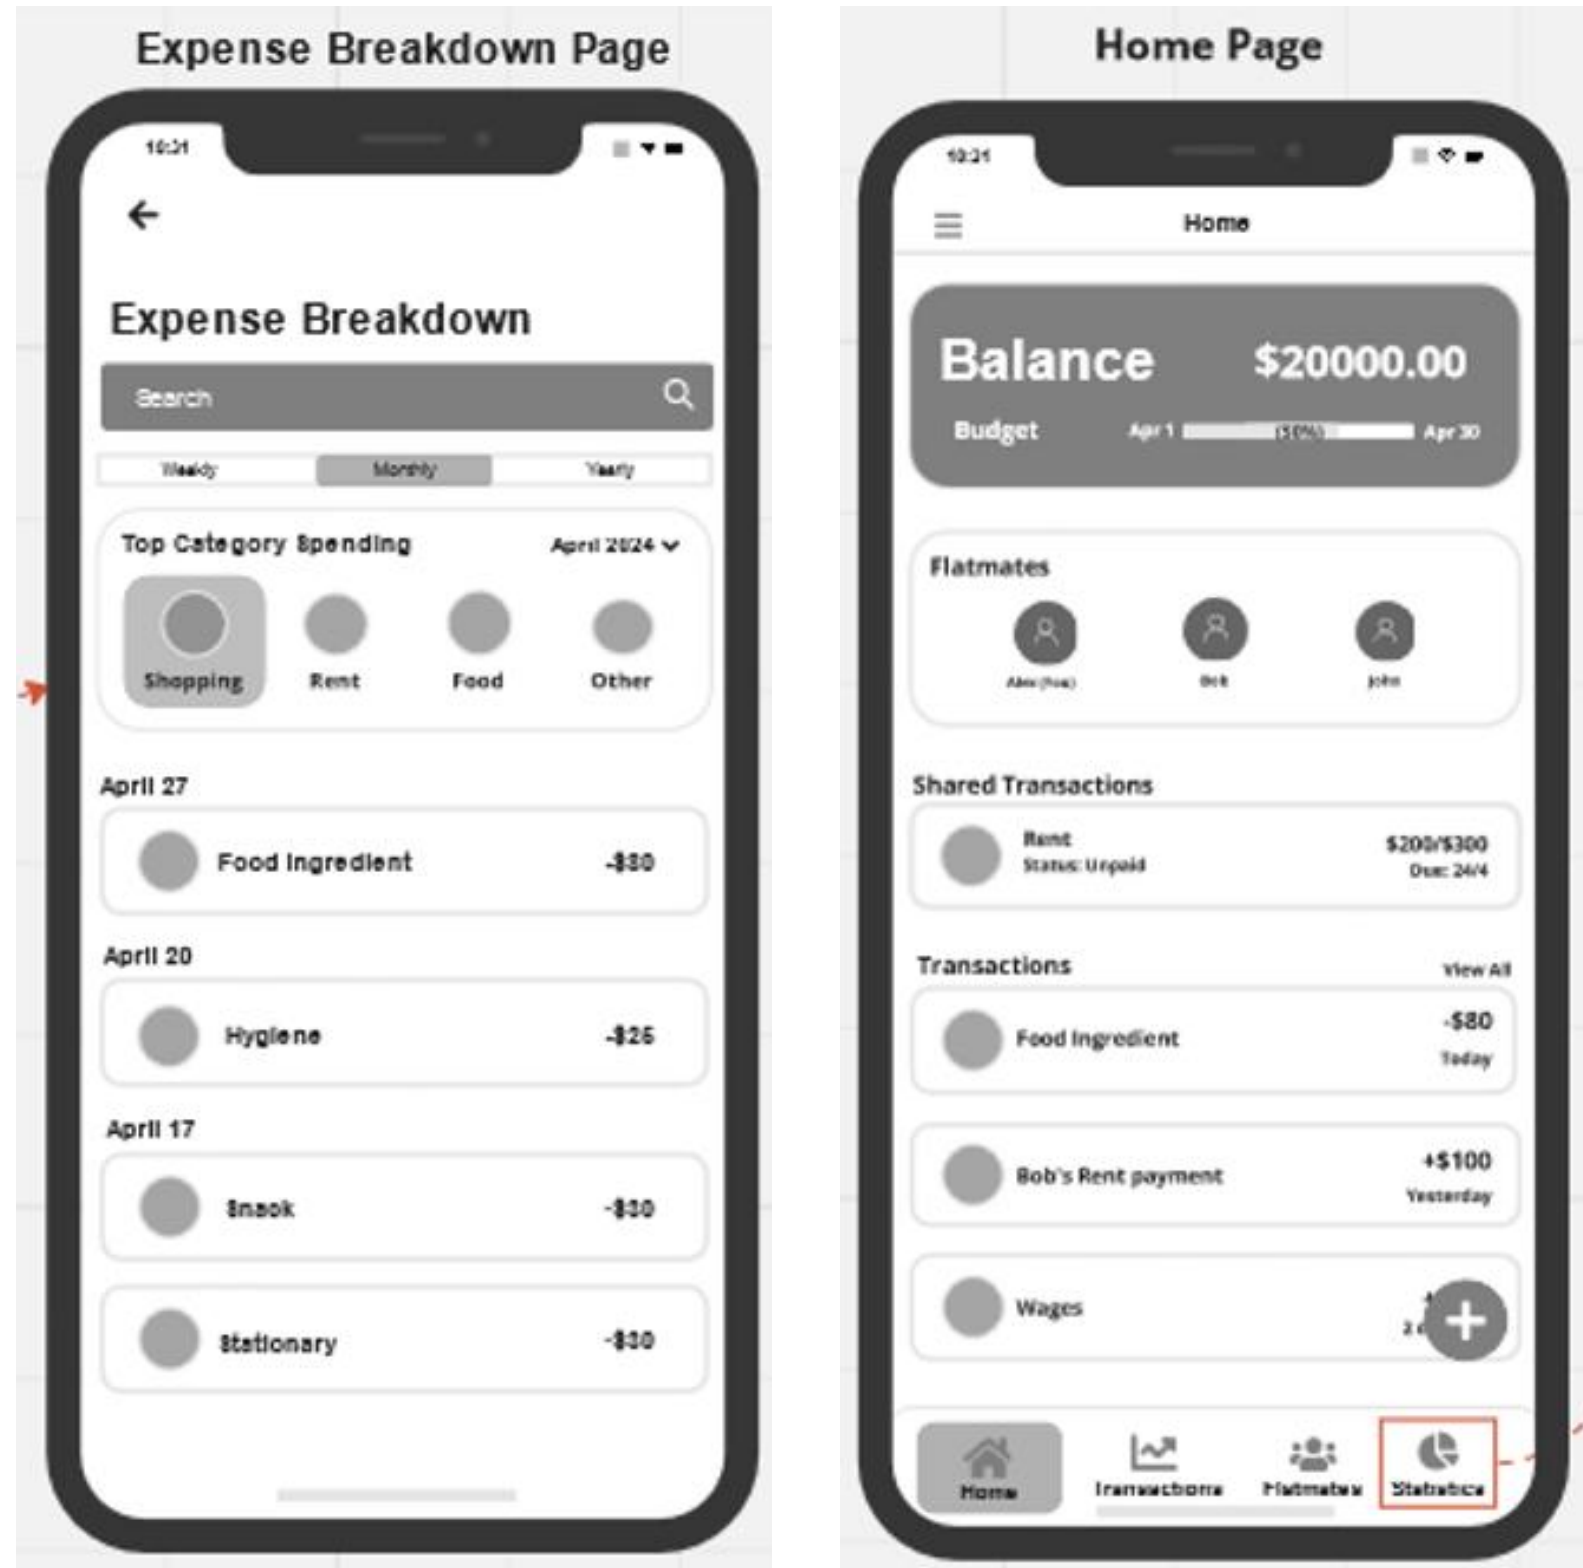 Expense Breakdown Page
10:21
Expense Breakdown
Search
Weekly Monthly Yearly
Top Category Spending April 2024
Shopping Rent Food Other
April 27
Food Ingredient -$80
April 20
Hygiene -$25
April 17
Snack -$30
Stationary -$30
Home Page
10:21
Home
Balance $20000.00
Budget Apr 1 (50%) Apr 30
Flatmates
Alex (You) Bob John
Shared Transactions
Rent $200/$300
Status: Unpaid Due: 24/4
Transactions View All
Food Ingredient -$80
Today
Bob's Rent payment +$100
Yesterday
Wages
Home Transactions Flatmates Statistics